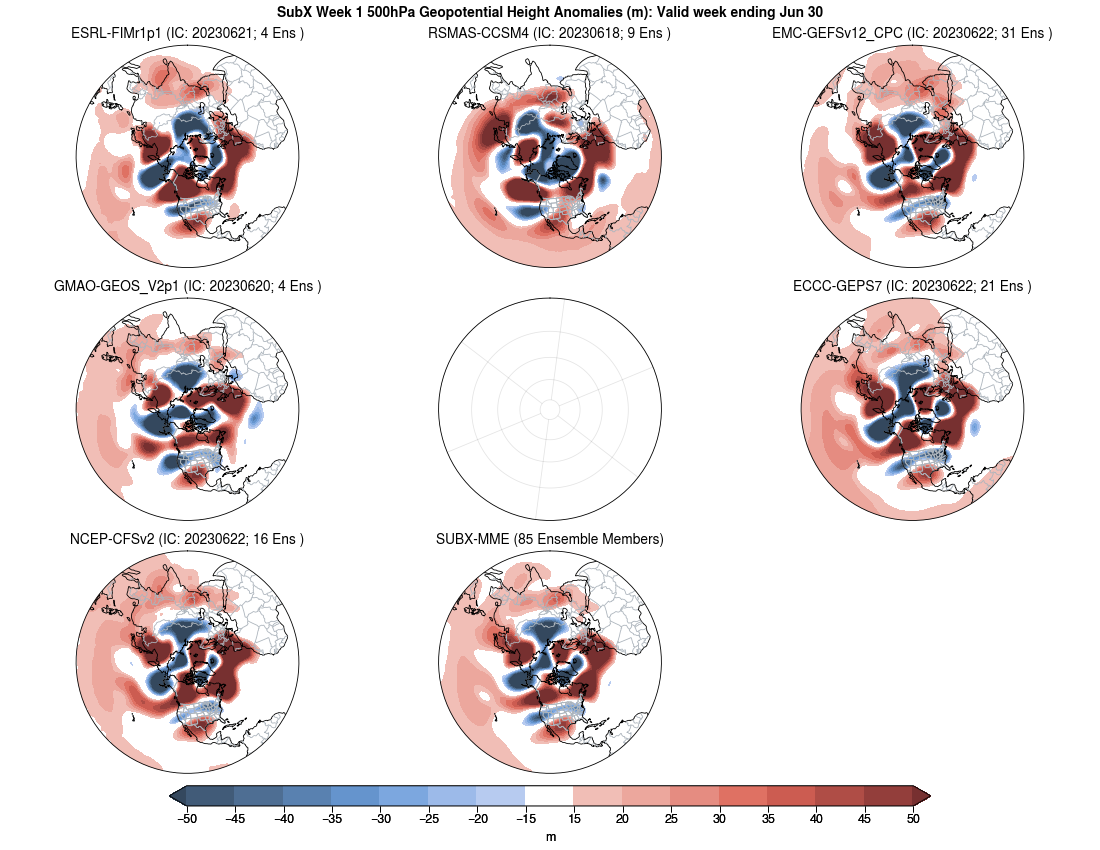 SubX Week 1 500hPa Geopotential Height Anomalies (m): Valid week ending Jun 30
ESRL-FIMr1p1 (IC: 20230621; 4 Ens )
RSMAS-CCSM4 (IC: 20230618; 9 Ens )
EMC-GEFSv12_CPC (IC: 20230622; 31 Ens )
GMAO-GEOS_V2p1 (IC: 20230620; 4 Ens )
ECCC-GEPS7 (IC: 20230622; 21 Ens )
NCEP-CFSv2 (IC: 20230622; 16 Ens )
SUBX-MME (85 Ensemble Members)
−50 −45 −40 −35 −30 −25 −20 −15 15 20 25 30 35 40 45 50
m